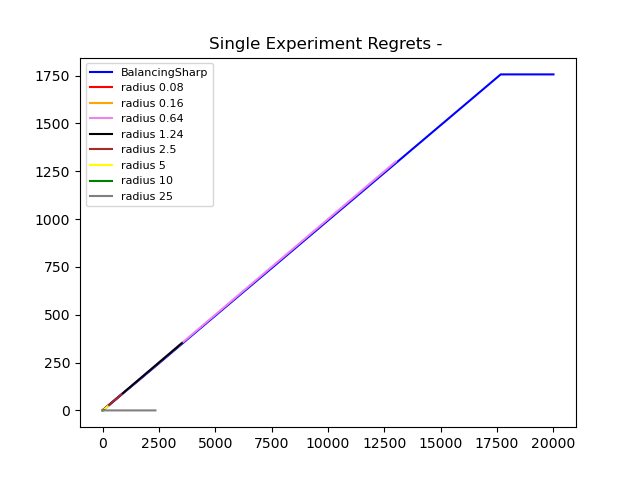 Single Experiment Regrets -
BalancingSharp
radius 0.08
radius 0.16
radius 0.64
radius 1.24
radius 2.5
radius 5
radius 10
radius 25
1750
1500
1250
1000
750
500
250
0
0 2500 5000 7500 10000 12500 15000 17500 20000